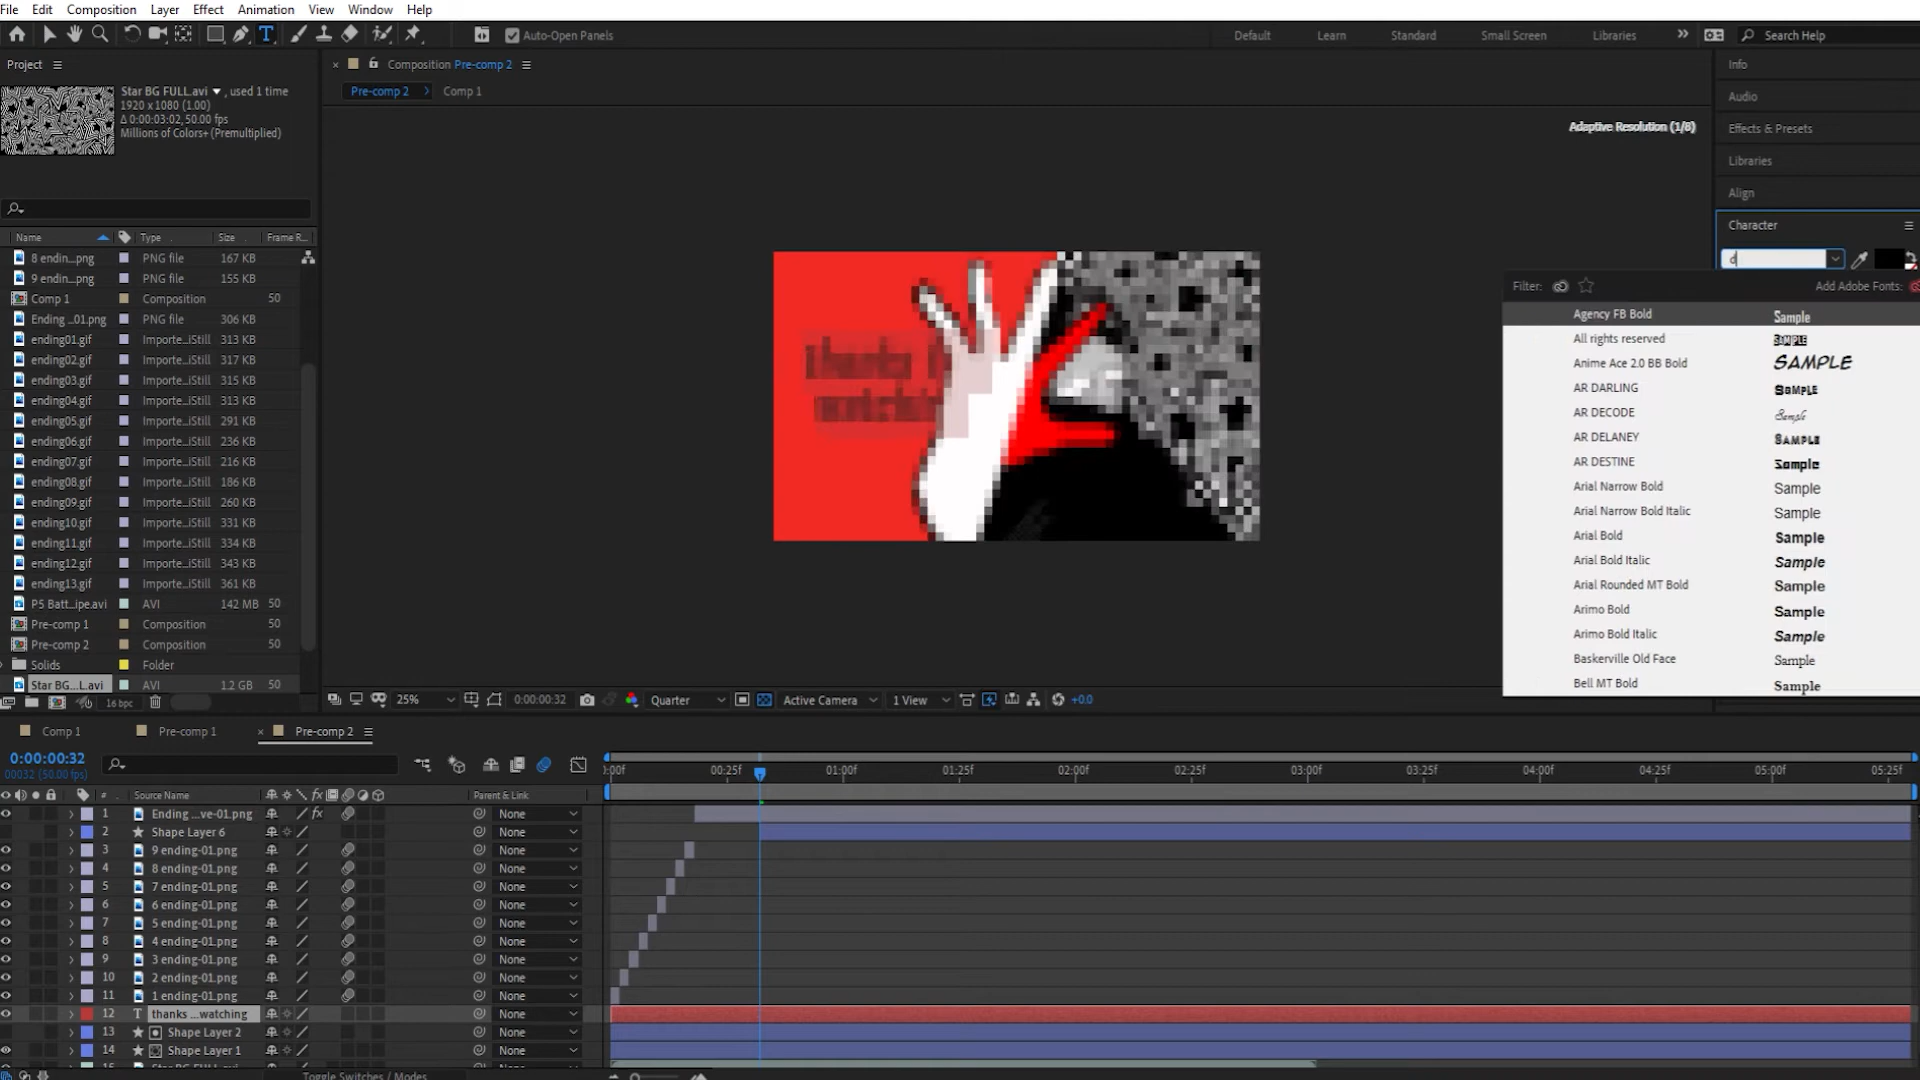 File Edit Composition Layer Effect Animation View Window Help
Auto-Open Panels
Default Learn Standard Small Screen Libraries Search Help
Project
Star BG FULL.avi , used 1 time
1920 x 1080 (1.00)
Δ 0:00:03:02, 50.00 fps
Millions of Colors+ (Premultiplied)
Name Type Size Frame R...
8 endin...png PNG file 167 KB
9 endin...png PNG file 155 KB
Comp 1 Composition 50
Ending ...01.png PNG file 306 KB
ending01.gif Importe...iStill 313 KB
ending02.gif Importe...iStill 317 KB
ending03.gif Importe...iStill 315 KB
ending04.gif Importe...iStill 313 KB
ending05.gif Importe...iStill 291 KB
ending06.gif Importe...iStill 236 KB
ending07.gif Importe...iStill 216 KB
ending08.gif Importe...iStill 186 KB
ending09.gif Importe...iStill 260 KB
ending10.gif Importe...iStill 331 KB
ending11.gif Importe...iStill 334 KB
ending12.gif Importe...iStill 343 KB
ending13.gif Importe...iStill 361 KB
P5 Batt...ipe.avi AVI 142 MB 50
Pre-comp 1 Composition 50
Pre-comp 2 Composition 50
Solids Folder
Star BG...L.avi AVI 1.2 GB 50
16 bpc
Composition Pre-comp 2
Pre-comp 2 Comp 1
Adaptive Resolution (1/8)
25% 0:00:00:32 Quarter Active Camera 1 View +0.0
Info
Audio
Effects & Presets
Libraries
Align
Character
d
Filter: Add Adobe Fonts:
Agency FB Bold Sample
All rights reserved SAMPLE
Anime Ace 2.0 BB Bold SAMPLE
AR DARLING Sample
AR DECODE Sample
AR DELANEY SAMPLE
AR DESTINE Sample
Arial Narrow Bold Sample
Arial Narrow Bold Italic Sample
Arial Bold Sample
Arial Bold Italic Sample
Arial Rounded MT Bold Sample
Arimo Bold Sample
Arimo Bold Italic Sample
Baskerville Old Face Sample
Bell MT Bold Sample
Comp 1 Pre-comp 1 Pre-comp 2
0:00:00:32
00032 (50.00 fps)
:00f 00:25f 01:00f 01:25f 02:00f 02:25f 03:00f 03:25f 04:00f 04:25f 05:00f 05:25f
# Source Name Parent & Link
1 Ending ...ve-01.png None
2 Shape Layer 6 None
3 9 ending-01.png None
4 8 ending-01.png None
5 7 ending-01.png None
6 6 ending-01.png None
7 5 ending-01.png None
8 4 ending-01.png None
9 3 ending-01.png None
10 2 ending-01.png None
11 1 ending-01.png None
12 T thanks ...watching None
13 Shape Layer 2 None
14 Shape Layer 1 None
Toggle Switches / Modes